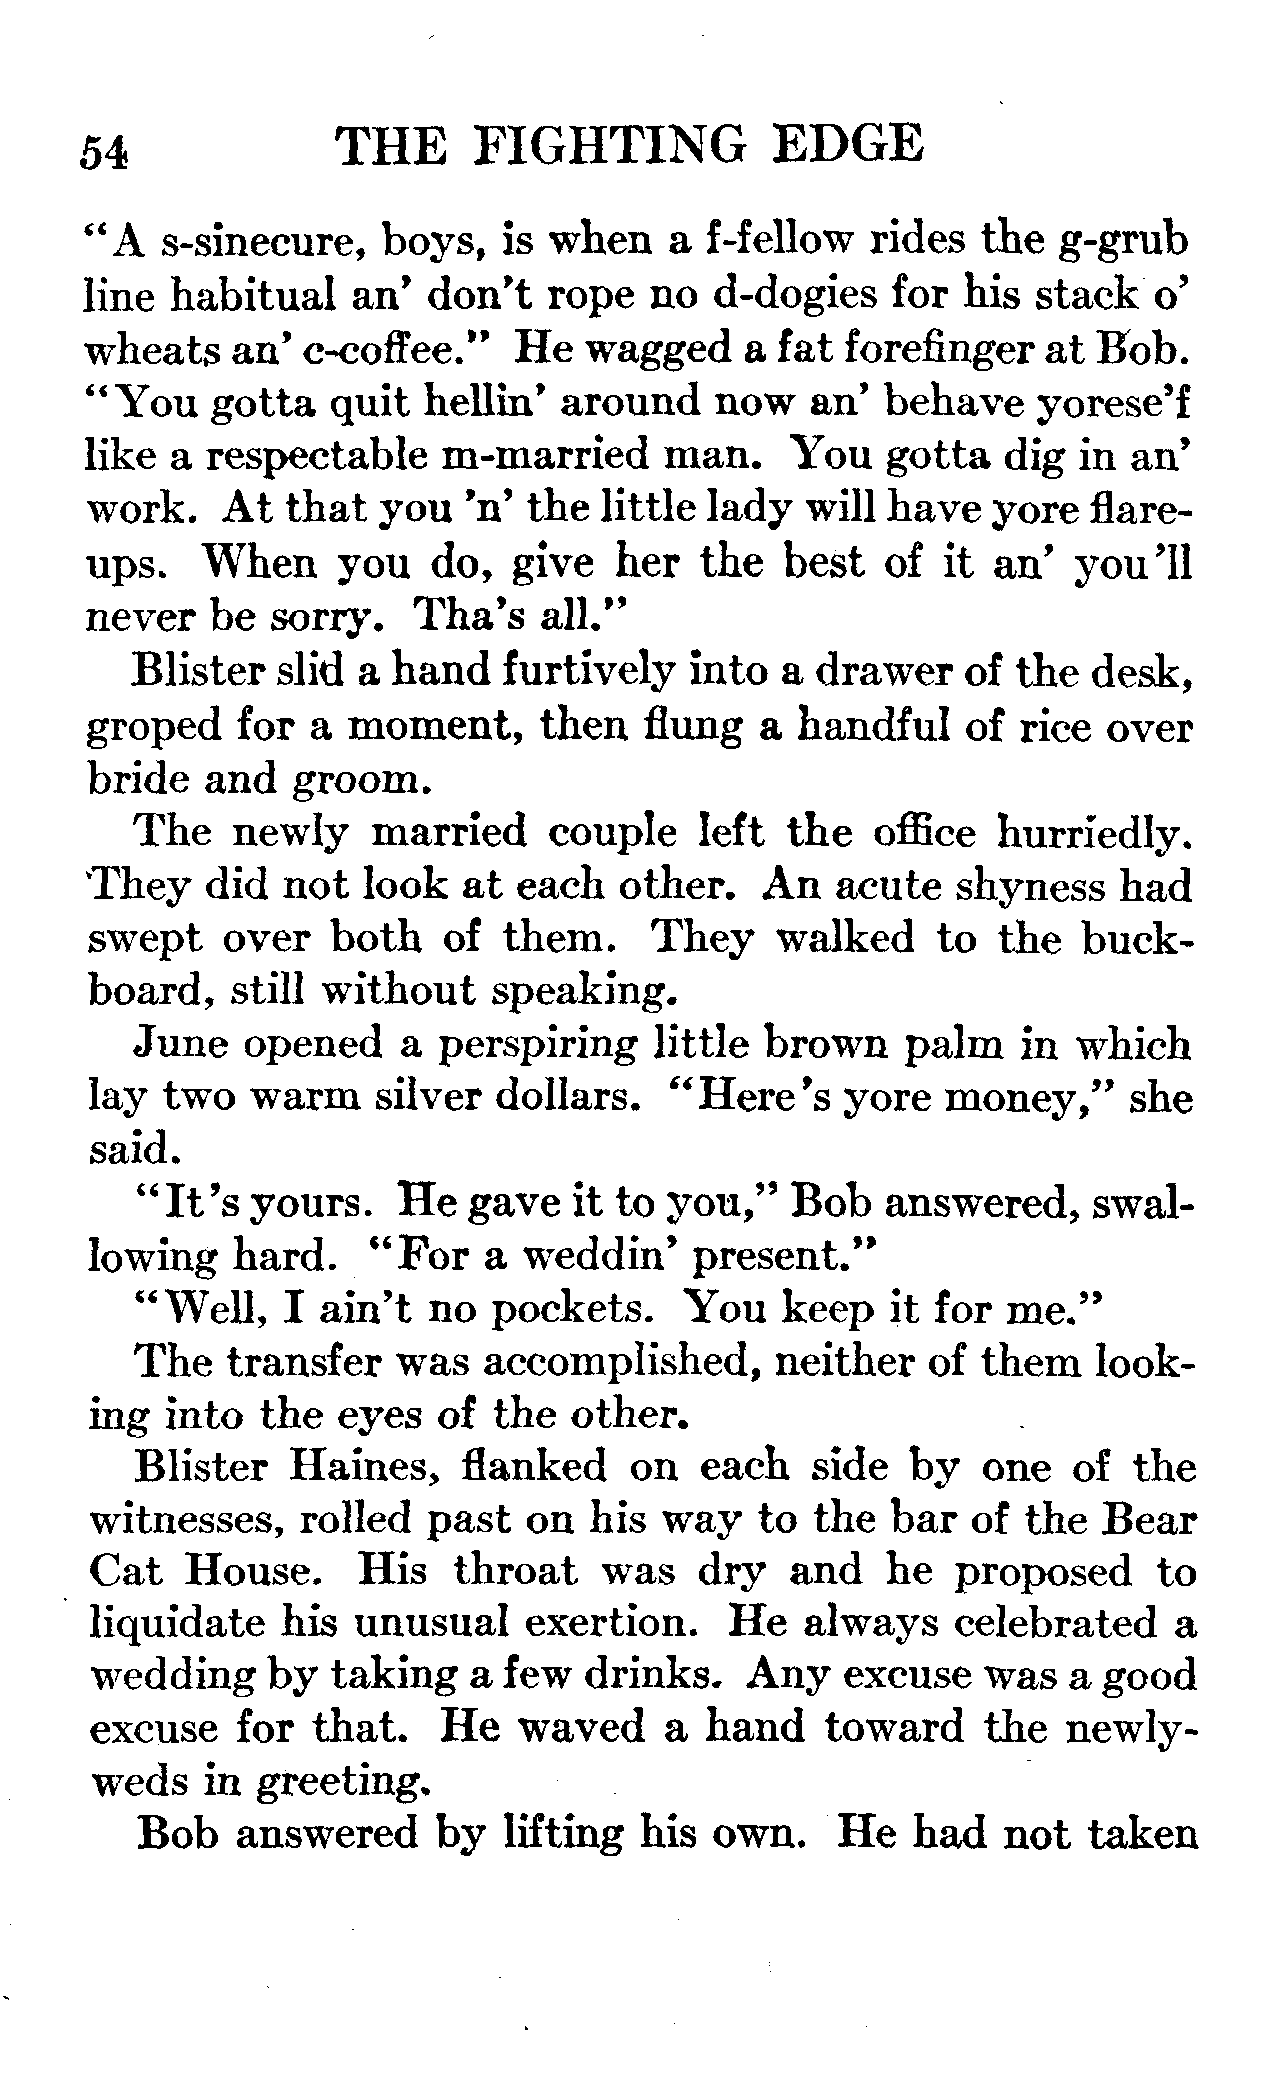 54 THE FIGHTING EDGE
“A s-sinecure, boys, is when a f-fellow rides the g-grub
line habitual an’ don’t rope no d-dogies for his stack o’
wheats an’ c-coffee.” He wagged a fat forefinger at Bob.
“You gotta quit hellin’ around now an’ behave yorese’f
like a respectable m-married man. You gotta dig in an’
work. At that you ’n’ the little lady will have yore flare-
ups. When you do, give her the best of it an’ you’ll
never be sorry. Tha’s all.”
Blister slid a hand furtively into a drawer of the desk,
groped for a moment, then flung a handful of rice over
bride and groom.
The newly married couple left the office hurriedly.
They did not look at each other. An acute shyness had
swept over both of them. They walked to the buck-
board, still without speaking.
June opened a perspiring little brown palm in which
lay two warm silver dollars. “Here’s yore money,” she
said.
“It’s yours. He gave it to you,” Bob answered, swal-
lowing hard. “For a weddin’ present.”
“Well, I ain’t no pockets. You keep it for me.”
The transfer was accomplished, neither of them look-
ing into the eyes of the other.
Blister Haines, flanked on each side by one of the
witnesses, rolled past on his way to the bar of the Bear
Cat House. His throat was dry and he proposed to
liquidate his unusual exertion. He always celebrated a
wedding by taking a few drinks. Any excuse was a good
excuse for that. He waved a hand toward the newly-
weds in greeting.
Bob answered by lifting his own. He had not taken